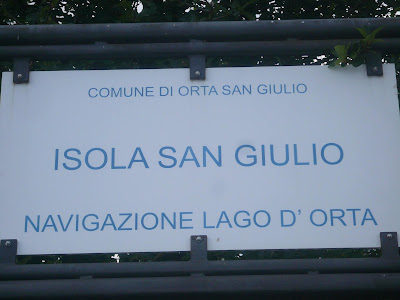 COMUNE DI ORTA SAN GIULIO
ISOLA SAN GIULIO
NAVIGAZIONE LAGO D' ORTA